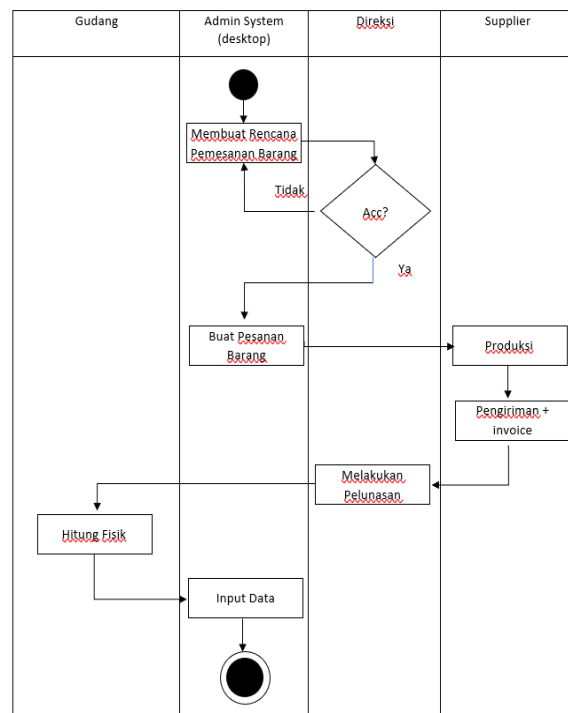 Gudang
Admin System
(desktop)
Direksi
Supplier
Membuat Rencana
Pemesanan Barang
Tidak
Acc?
Ya
Buat Pesanan
Barang
Produksi
Pengiriman +
invoice
Melakukan
Pelunasan
Hitung Fisik
Input Data